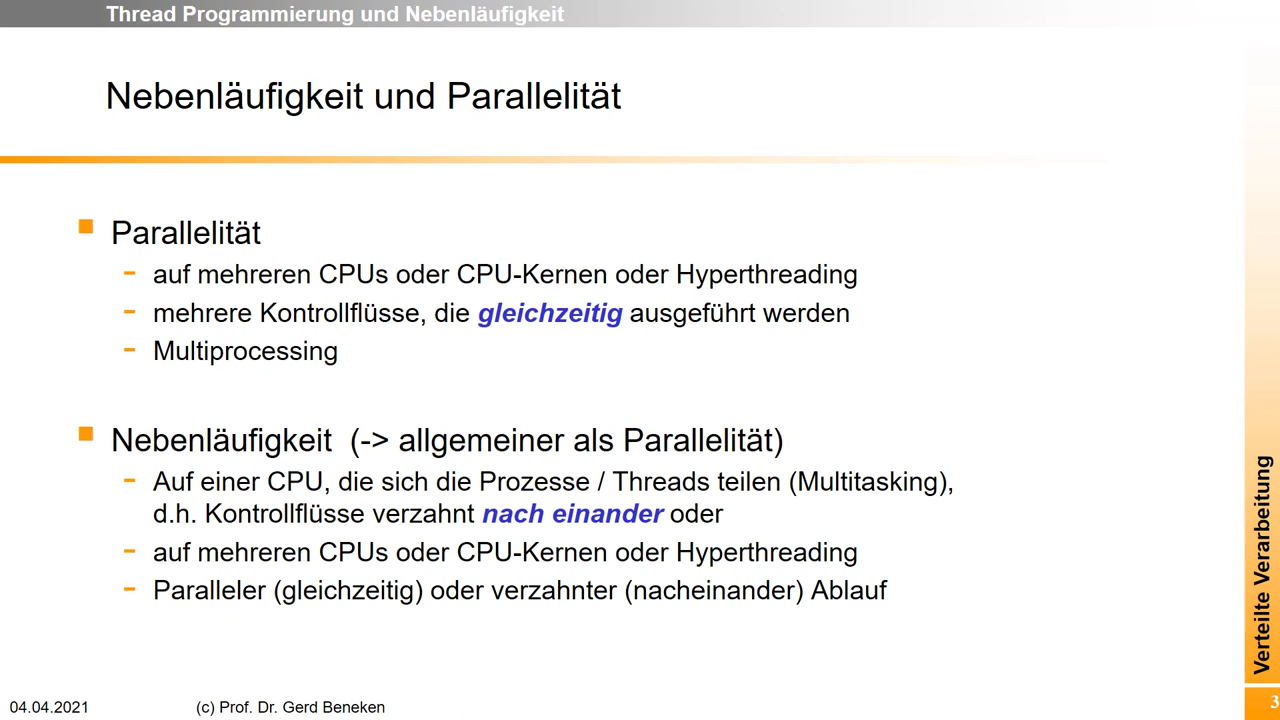 Thread Programmierung und Nebenläufigkeit
Nebenläufigkeit und Parallelität
Parallelität
- auf mehreren CPUs oder CPU-Kernen oder Hyperthreading
- mehrere Kontrollflüsse, die gleichzeitig ausgeführt werden
- Multiprocessing
Nebenläufigkeit (-> allgemeiner als Parallelität)
- Auf einer CPU, die sich die Prozesse / Threads teilen (Multitasking),
d.h. Kontrollflüsse verzahnt nach einander oder
- auf mehreren CPUs oder CPU-Kernen oder Hyperthreading
- Paralleler (gleichzeitig) oder verzahnter (nacheinander) Ablauf
Verteilte Verarbeitung
04.04.2021
(c) Prof. Dr. Gerd Beneken
3